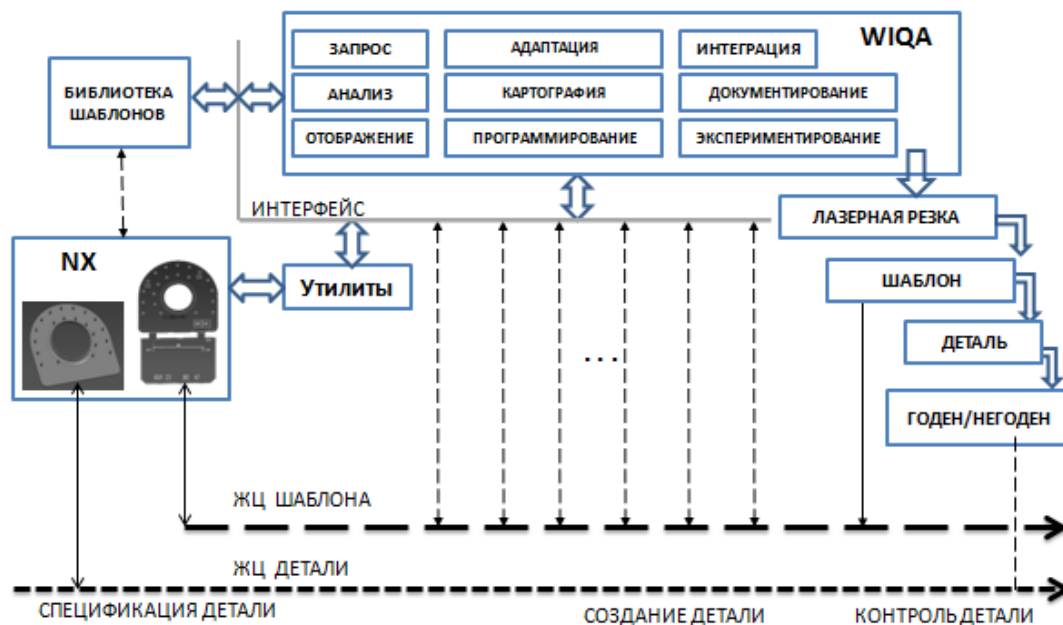 WIQA
ЗАПРОС
АДАПТАЦИЯ
ИНТЕГРАЦИЯ
АНАЛИЗ
КАРТОГРАФИЯ
ДОКУМЕНТИРОВАНИЕ
ОТОБРАЖЕНИЕ
ПРОГРАММИРОВАНИЕ
ЭКСПЕРИМЕНТИРОВАНИЕ
БИБЛИОТЕКА
ШАБЛОНОВ
ИНТЕРФЕЙС
ЛАЗЕРНАЯ РЕЗКА
NX
Утилиты
ШАБЛОН
ДЕТАЛЬ
...
ГОДЕН/НЕГОДЕН
ЖЦ ШАБЛОНА
ЖЦ ДЕТАЛИ
СПЕЦИФИКАЦИЯ ДЕТАЛИ
СОЗДАНИЕ ДЕТАЛИ
КОНТРОЛЬ ДЕТАЛИ